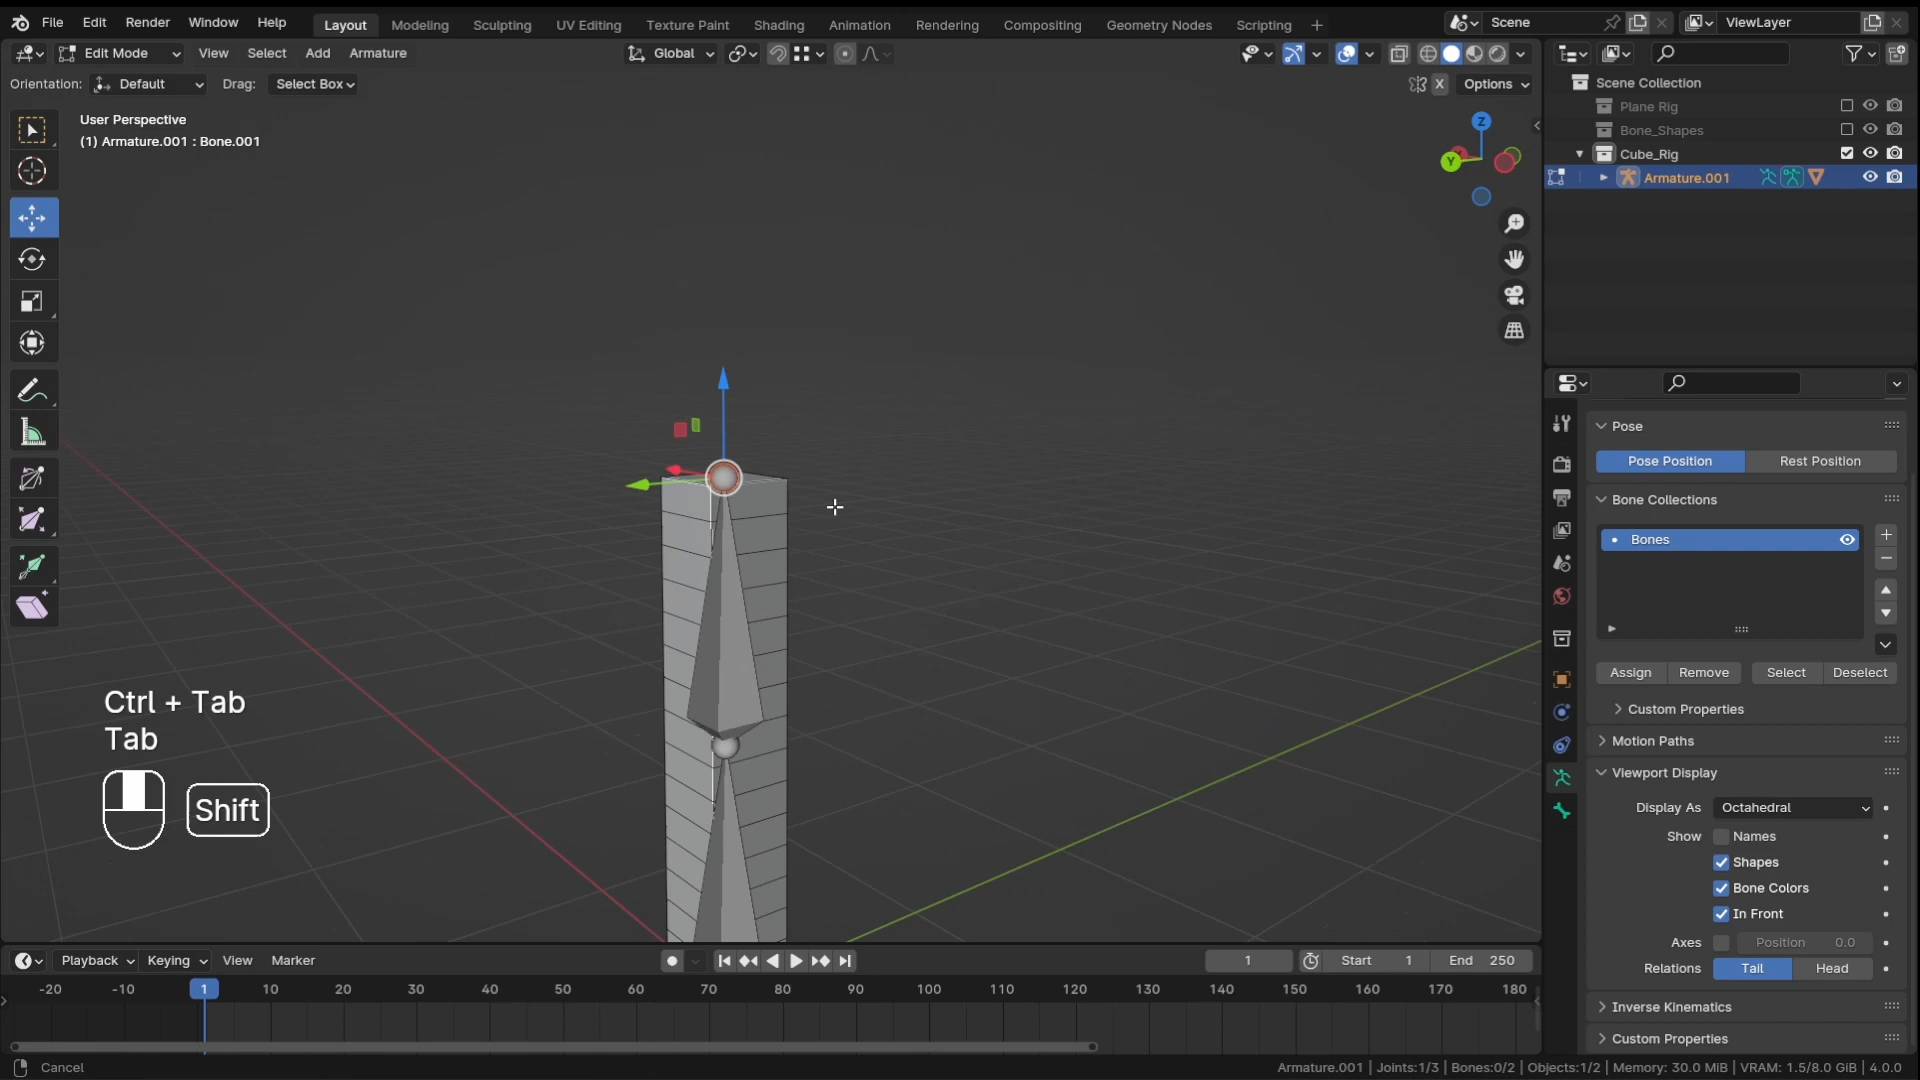 File Edit Render Window Help Layout Modeling Sculpting UV Editing Texture Paint Shading Animation Rendering Compositing Geometry Nodes Scripting + Scene ViewLayer
Edit Mode View Select Add Armature Global
Orientation: Default Drag: Select Box X Options
User Perspective
(1) Armature.001 : Bone.001
Z
Y
Ctrl + Tab
Tab
Shift
Scene Collection
Plane Rig
Bone_Shapes
Cube_Rig
Armature.001
Pose
Pose Position Rest Position
Bone Collections
Bones
Assign Remove Select Deselect
Custom Properties
Motion Paths
Viewport Display
Display As Octahedral
Show Names
Shapes
Bone Colors
In Front
Axes Position 0.0
Relations Tail Head
Inverse Kinematics
Custom Properties
Playback Keying View Marker 1 Start 1 End 250
-20 -10 1 10 20 30 40 50 60 70 80 90 100 110 120 130 140 150 160 170 180
Cancel Armature.001 | Joints:1/3 | Bones:0/2 | Objects:1/2 | Memory: 30.0 MiB | VRAM: 1.5/8.0 GiB | 4.0.0